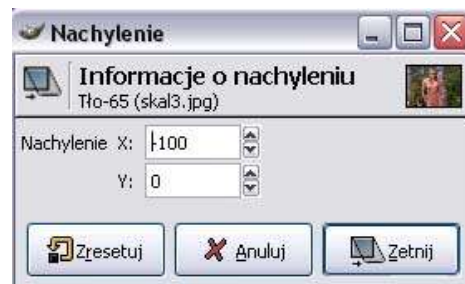 Nachylenie
Informacje o nachyleniu
Tło-65 (skal3.jpg)
Nachylenie X: -100
Y: 0
Zresetuj Anuluj Zetnij